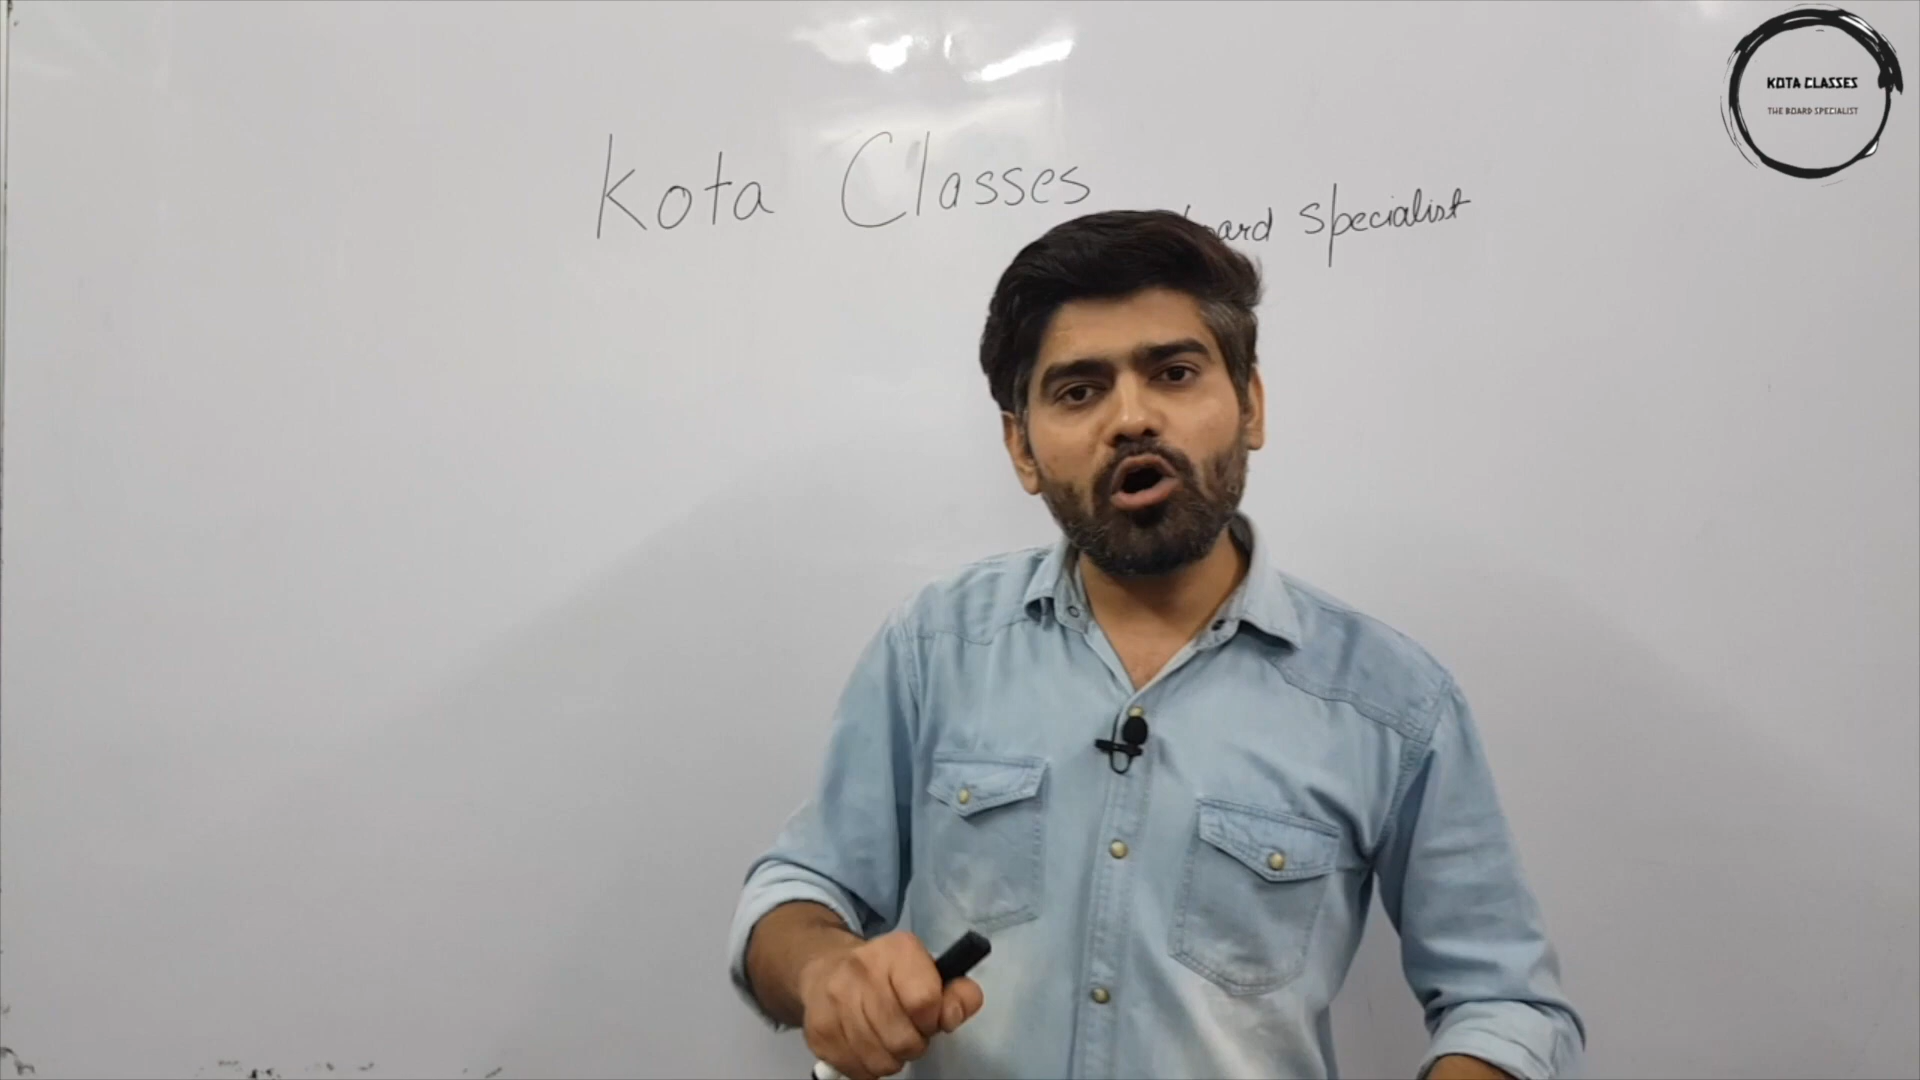 Kota Classes
Specialist
KOTA CLASSES
THE BOARD SPECIALIST